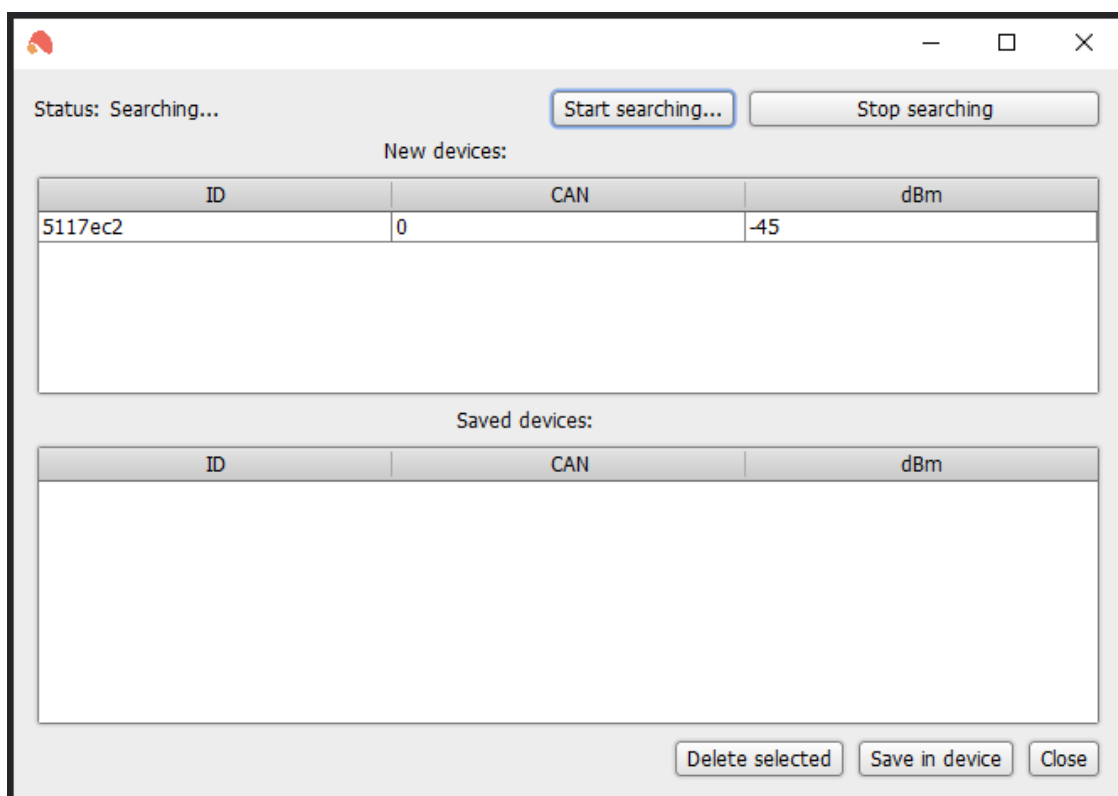 Status: Searching... Start searching... Stop searching
New devices:
ID CAN dBm
5117ec2 0 -45
Saved devices:
ID CAN dBm
Delete selected Save in device Close